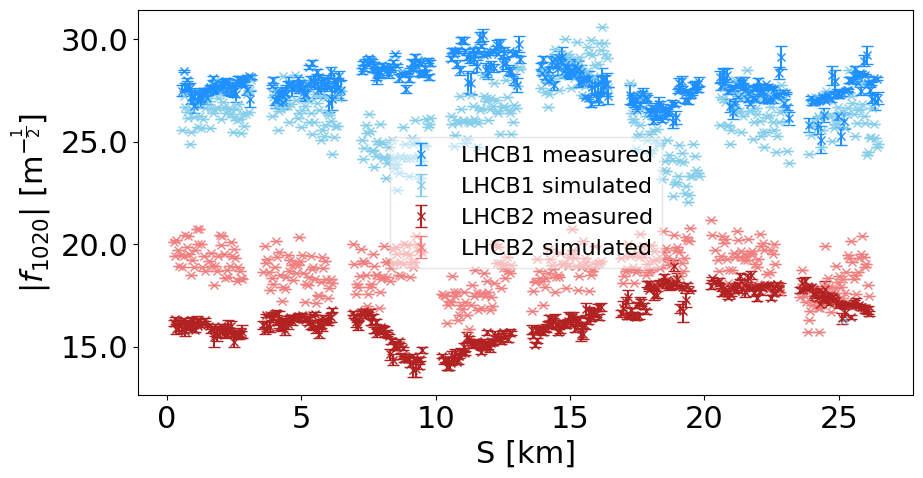 |f₁₀₂₀| [m^{-1/2}]
30.0
25.0
20.0
15.0
LHCB1 measured
LHCB1 simulated
LHCB2 measured
LHCB2 simulated
0 5 10 15 20 25
S [km]